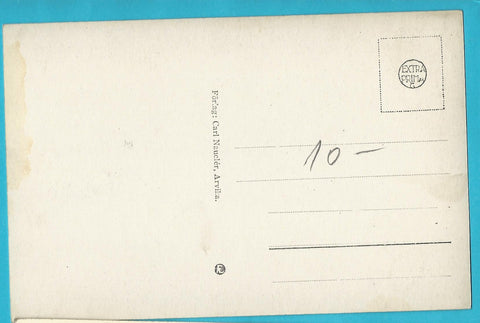 EXTRA
PRIMA
Förlag: Carl Nauclér, Arvika.
10 –